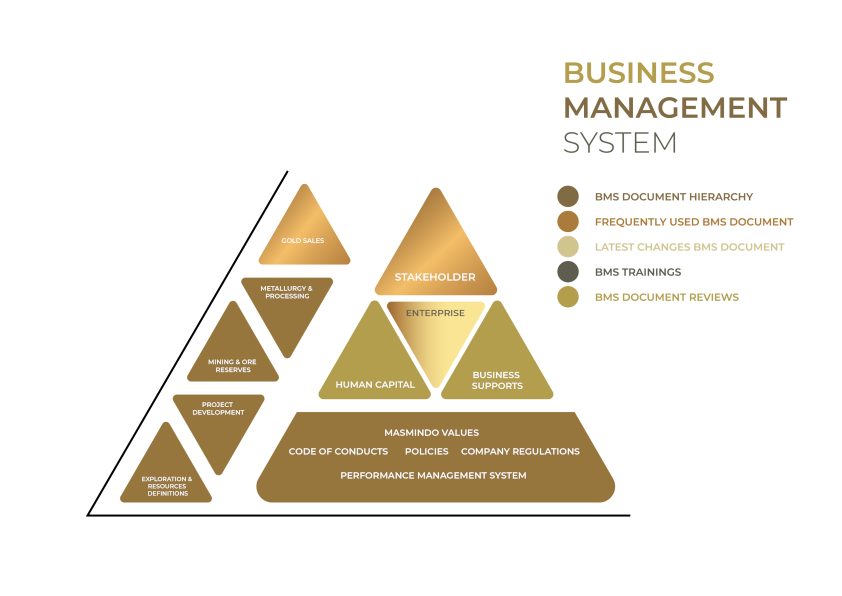 BUSINESS
MANAGEMENT
SYSTEM
BMS DOCUMENT HIERARCHY
FREQUENTLY USED BMS DOCUMENT
LATEST CHANGES BMS DOCUMENT
BMS TRAININGS
BMS DOCUMENT REVIEWS
GOLD SALES
METALLURGY &
PROCESSING
MINING & ORE
RESERVES
PROJECT
DEVELOPMENT
EXPLORATION &
RESOURCES
DEFINITIONS
STAKEHOLDER
ENTERPRISE
HUMAN CAPITAL
BUSINESS
SUPPORTS
MASMINDO VALUES
CODE OF CONDUCTS POLICIES COMPANY REGULATIONS
PERFORMANCE MANAGEMENT SYSTEM